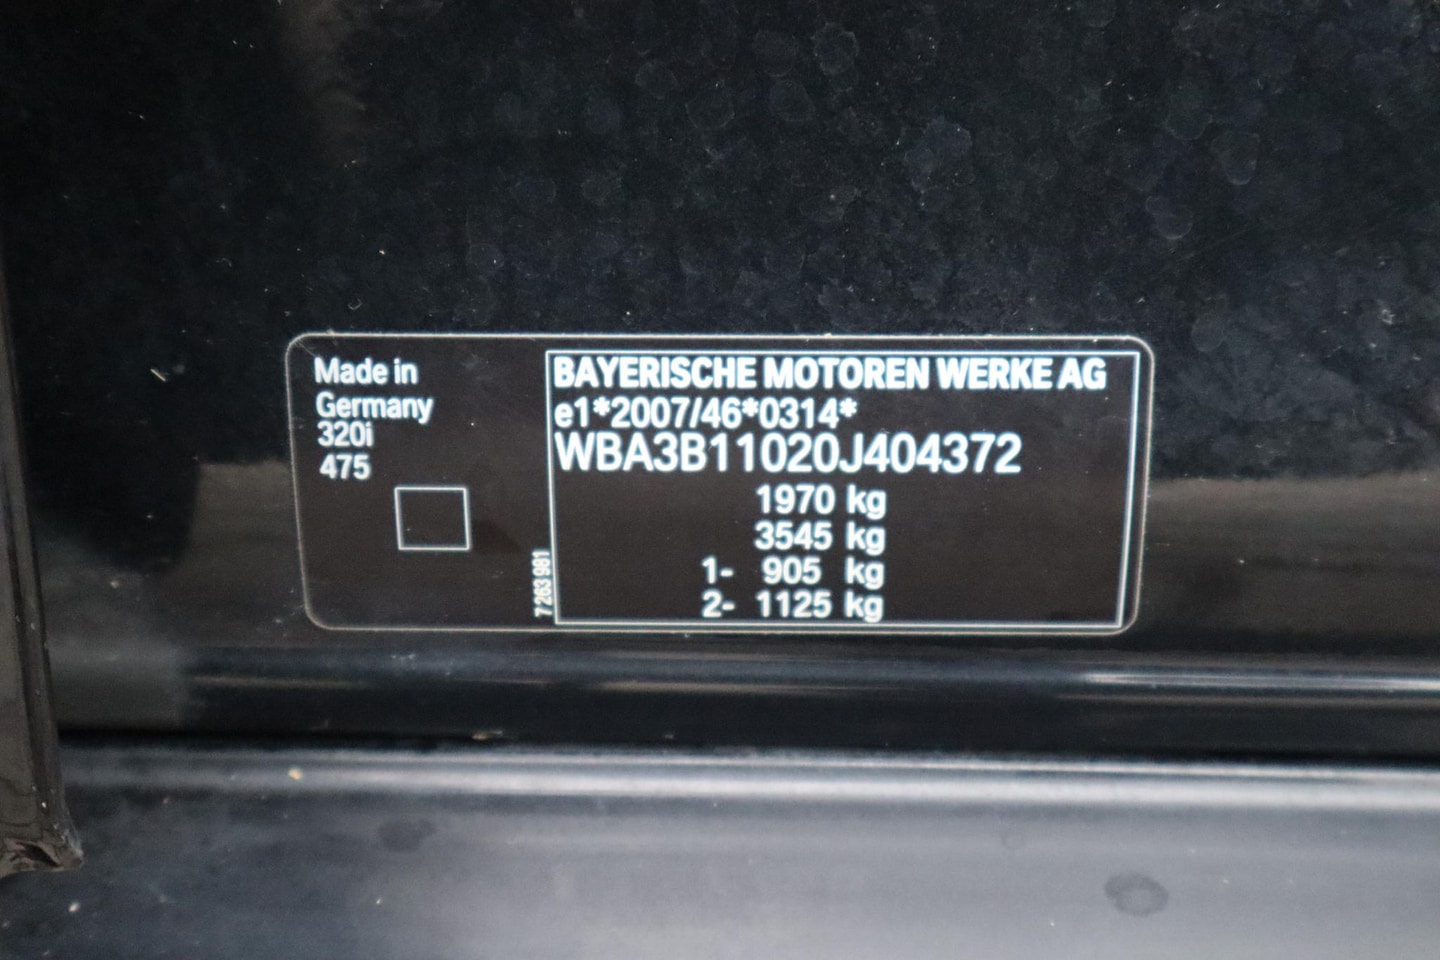 Made in
Germany
320i
475
7 263 981
BAYERISCHE MOTOREN WERKE AG
e1*2007/46*0314*
WBA3B11020J404372
1970 kg
3545 kg
1- 905 kg
2- 1125 kg